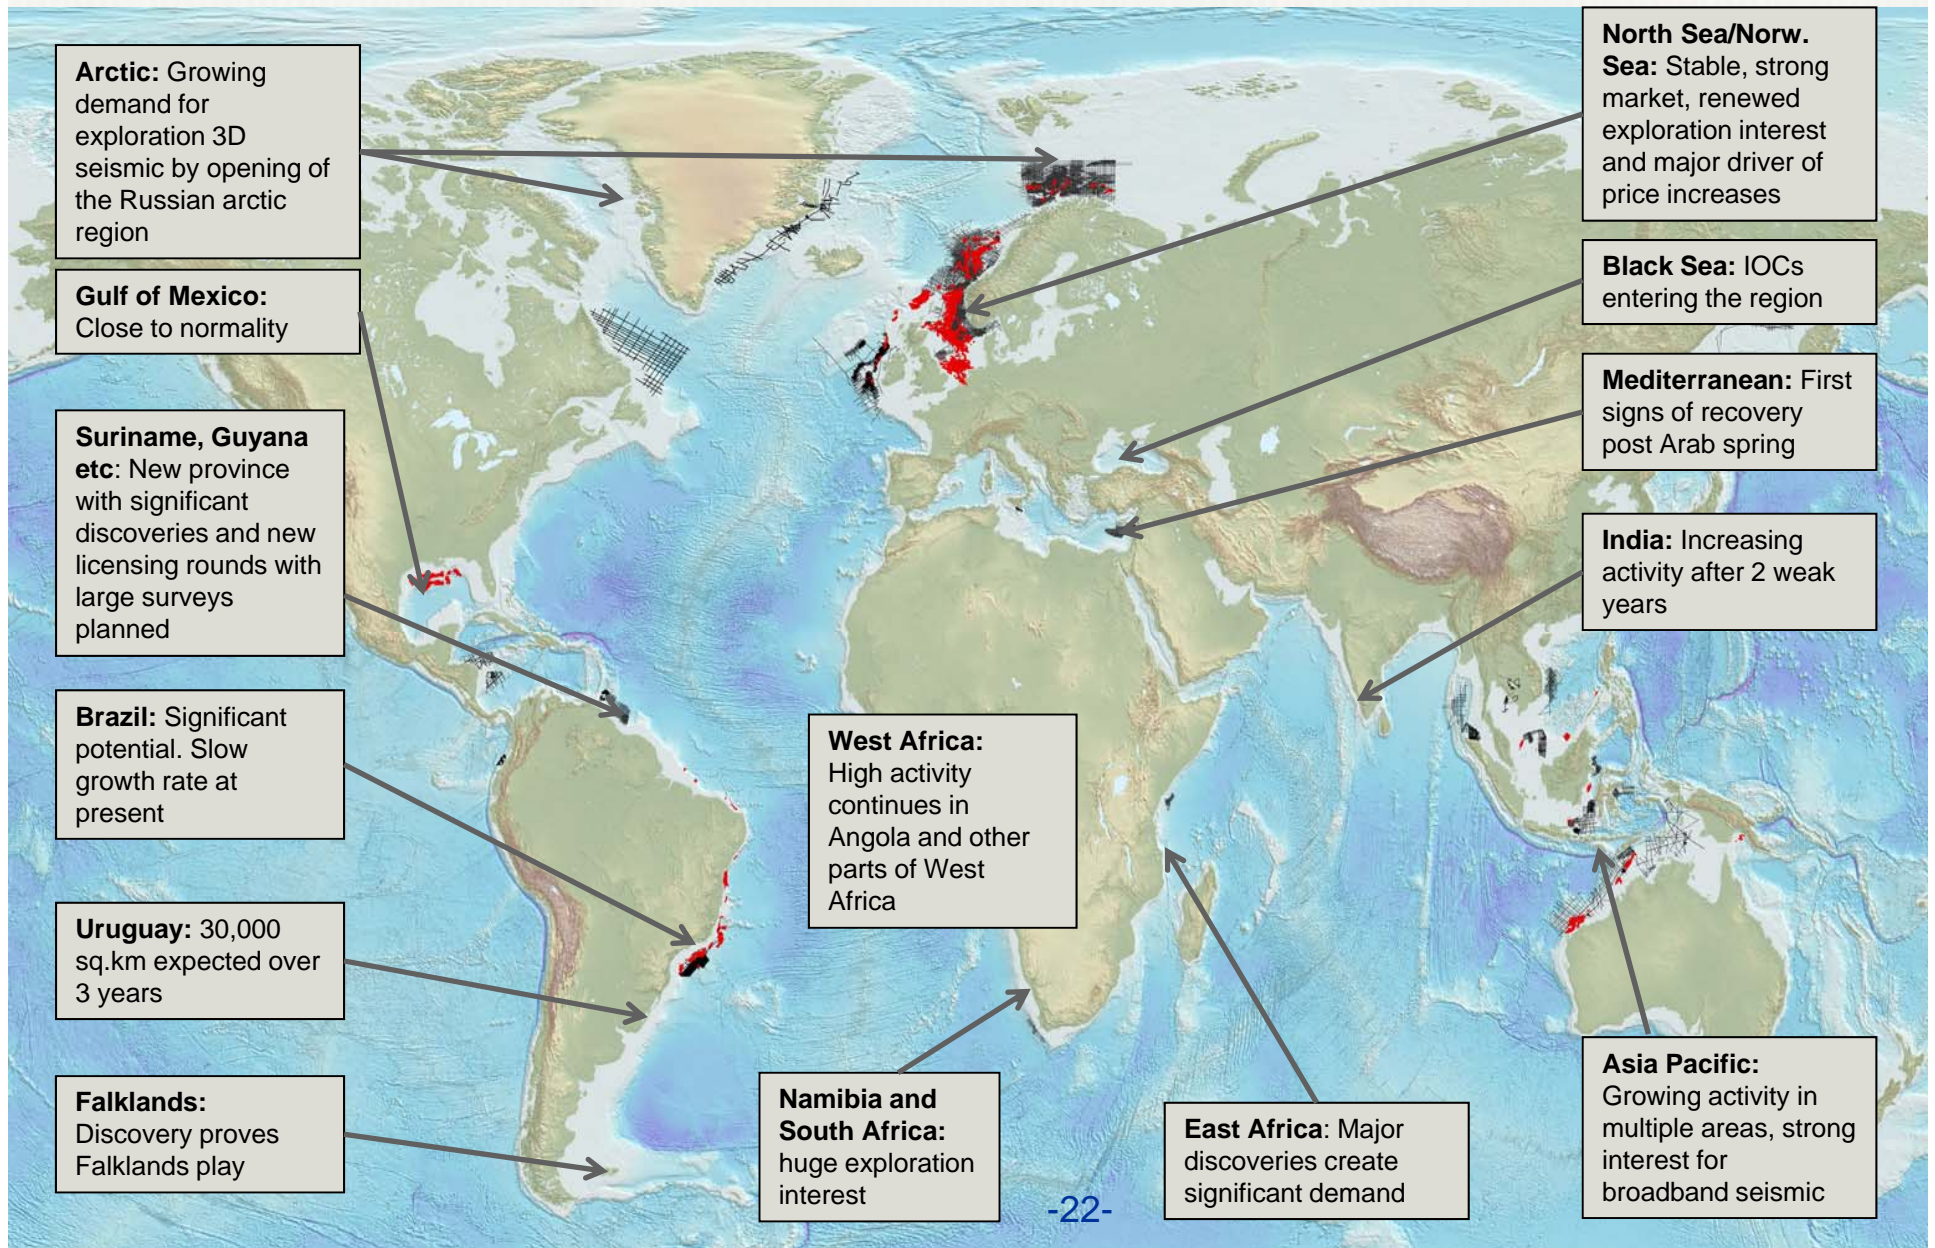 Arctic: Growing
demand for
exploration 3D
seismic by opening of
the Russian arctic
region
Gulf of Mexico:
Close to normality
Suriname, Guyana
etc: New province
with significant
discoveries and new
licensing rounds with
large surveys
planned
Brazil: Significant
potential. Slow
growth rate at
present
Uruguay: 30,000
sq.km expected over
3 years
Falklands:
Discovery proves
Falklands play
West Africa:
High activity
continues in
Angola and other
parts of West
Africa
Namibia and
South Africa:
huge exploration
interest
East Africa: Major
discoveries create
significant demand
North Sea/Norw.
Sea: Stable, strong
market, renewed
exploration interest
and major driver of
price increases
Black Sea: IOCs
entering the region
Mediterranean: First
signs of recovery
post Arab spring
India: Increasing
activity after 2 weak
years
Asia Pacific:
Growing activity in
multiple areas, strong
interest for
broadband seismic
-22-